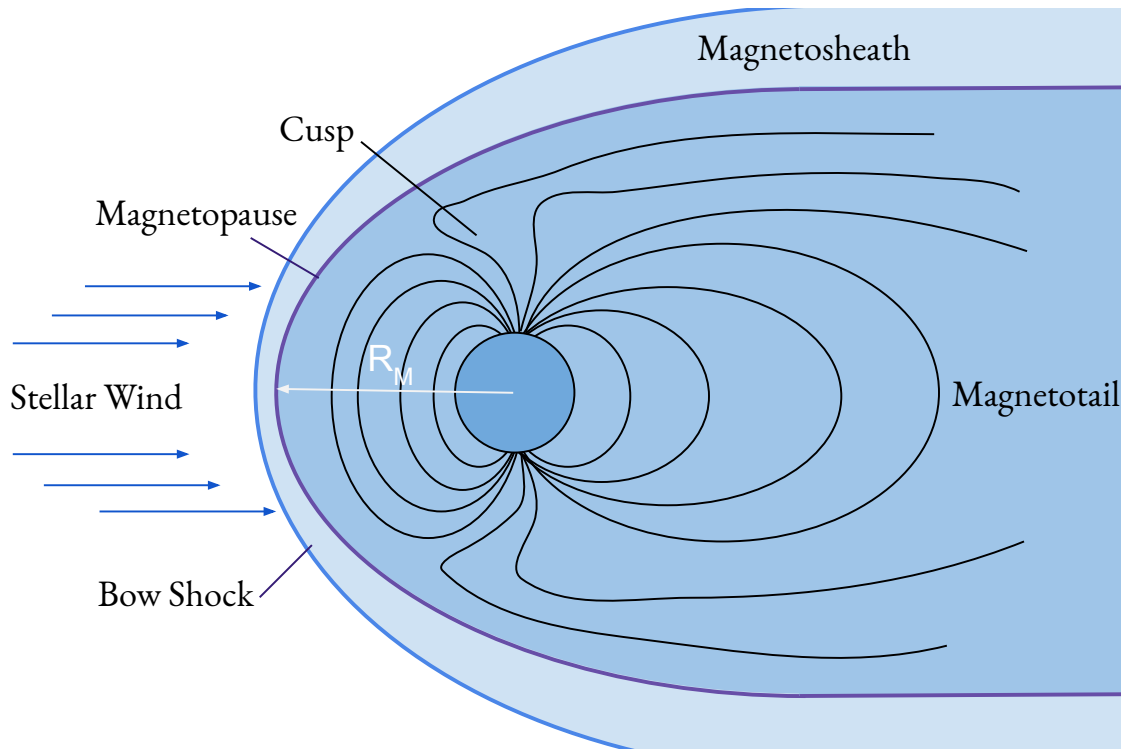 Magnetosheath
Cusp
Magnetopause
R_M
Stellar Wind
Magnetotail
Bow Shock